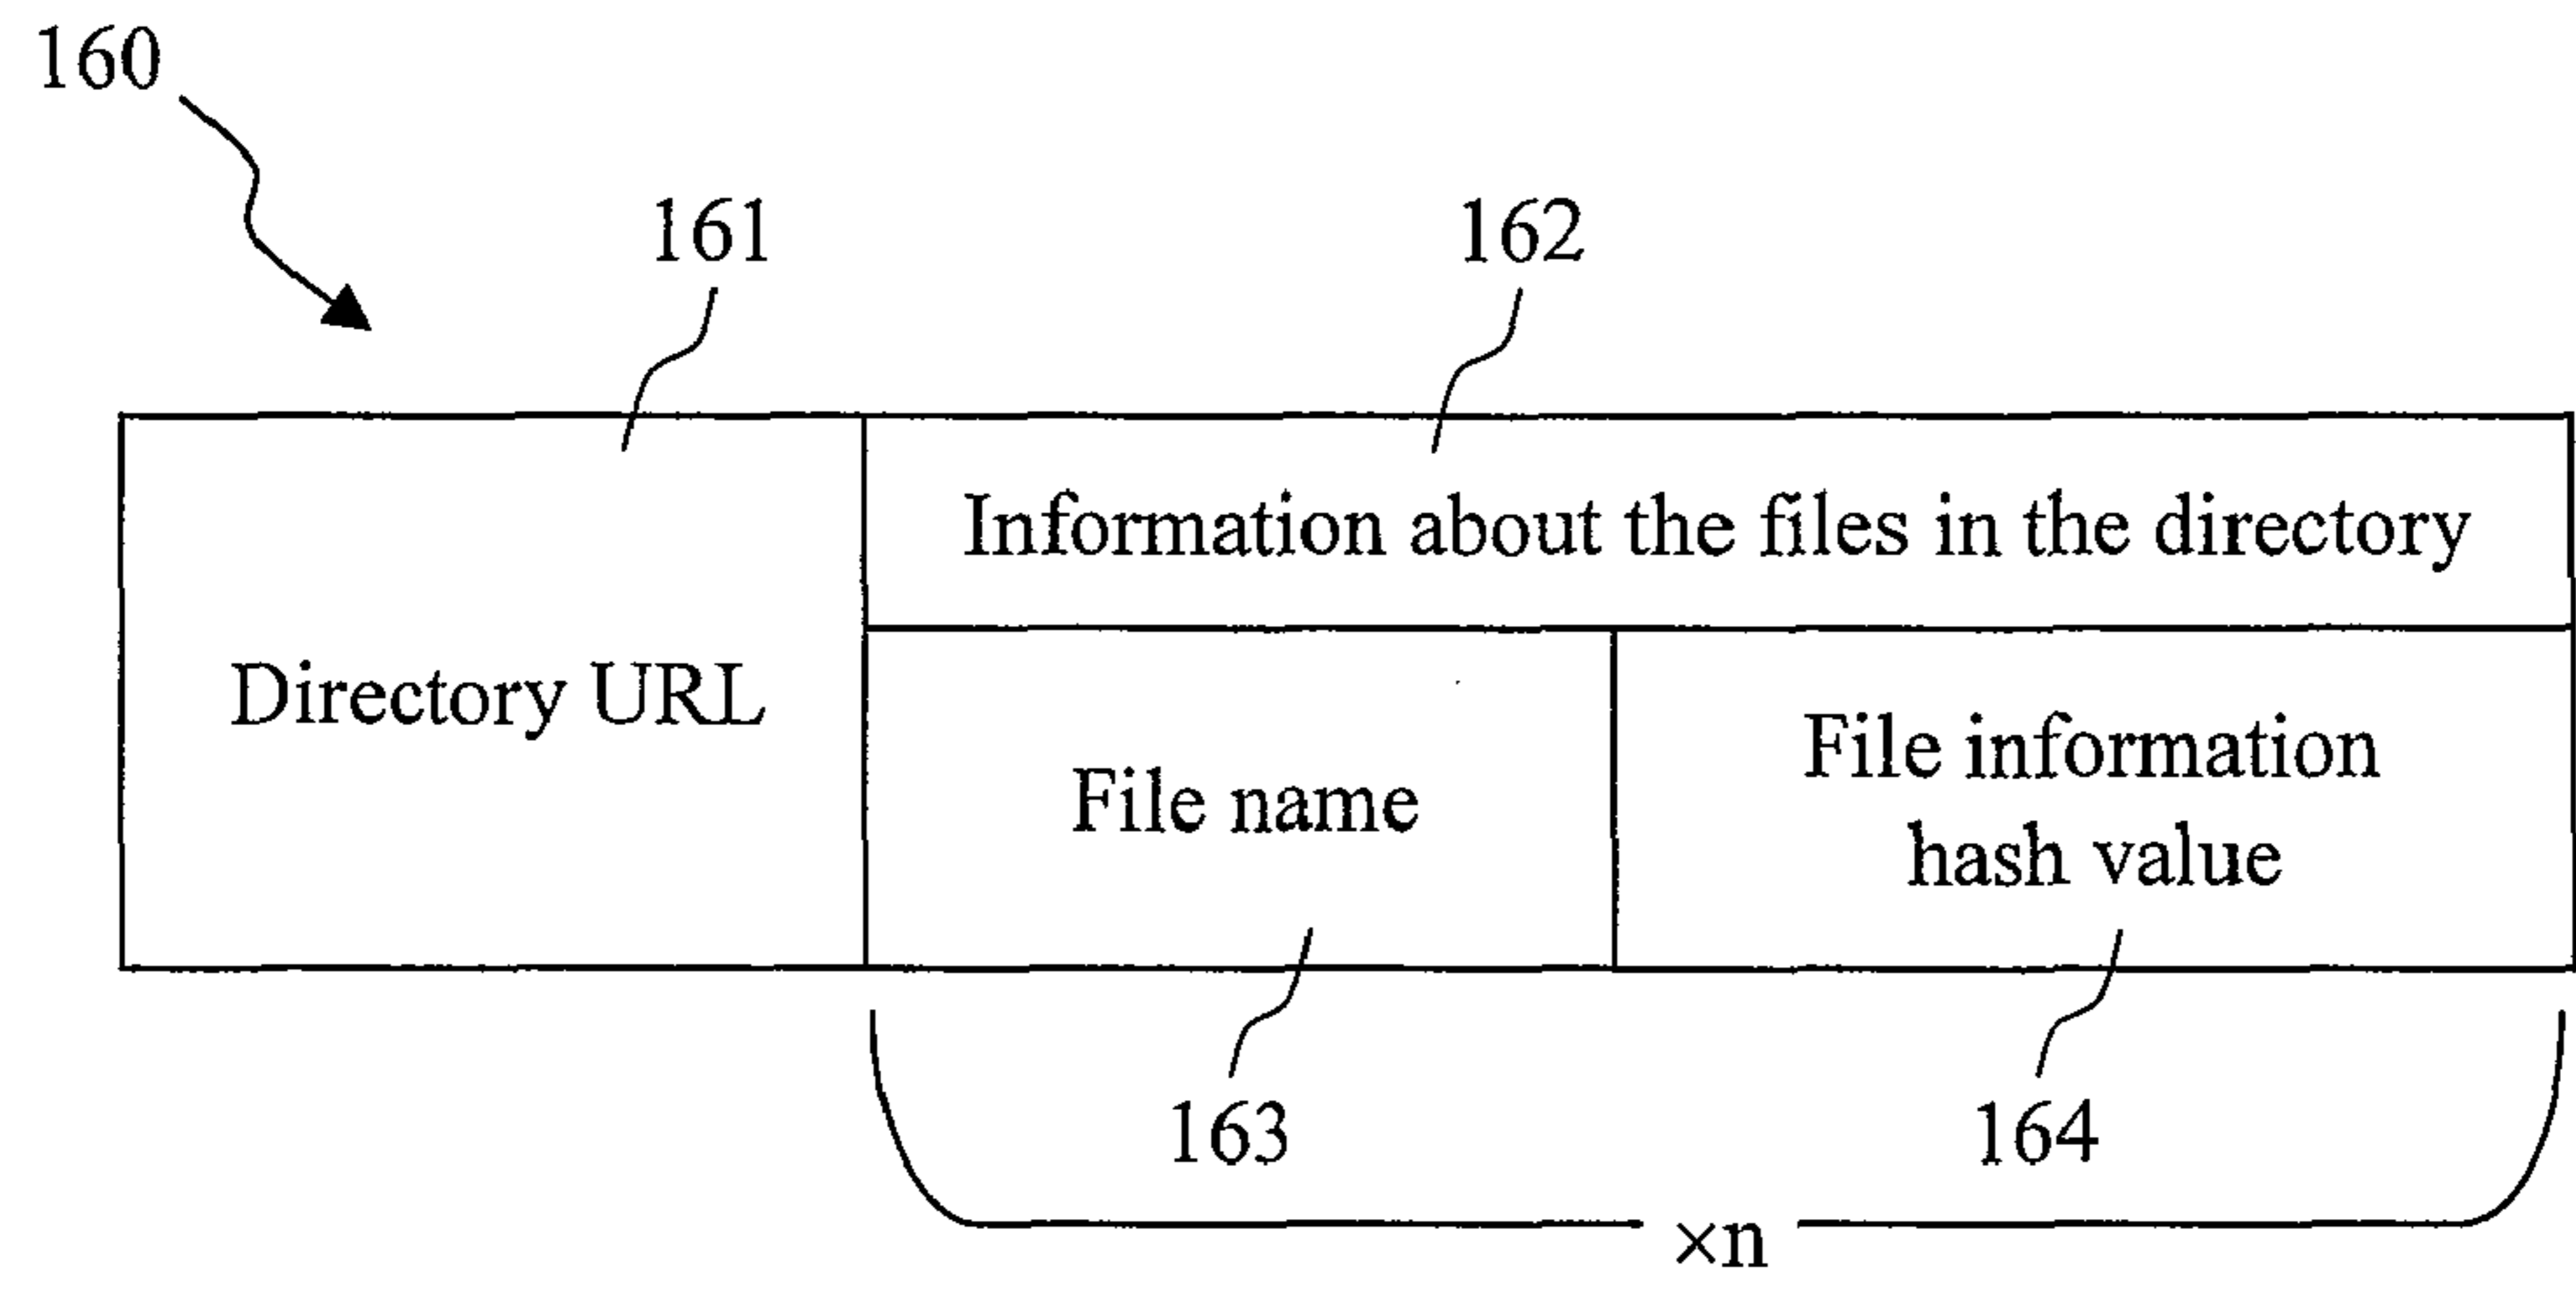 160
161
162
Information about the files in the directory
Directory URL
File name
File information
hash value
163
164
×n